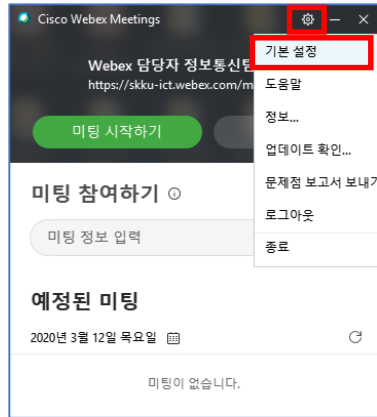 Cisco Webex Meetings
기본 설정
Webex 담당자 정보통신
도움말
https://skku-ict.webex.com/m
정보...
미팅 시작하기
업데이트 확인...
문제점 보고서 보내기
미팅 참여하기
로그아웃
미팅 정보 입력
종료
예정된 미팅
2020년 3월 12일 목요일
미팅이 없습니다.